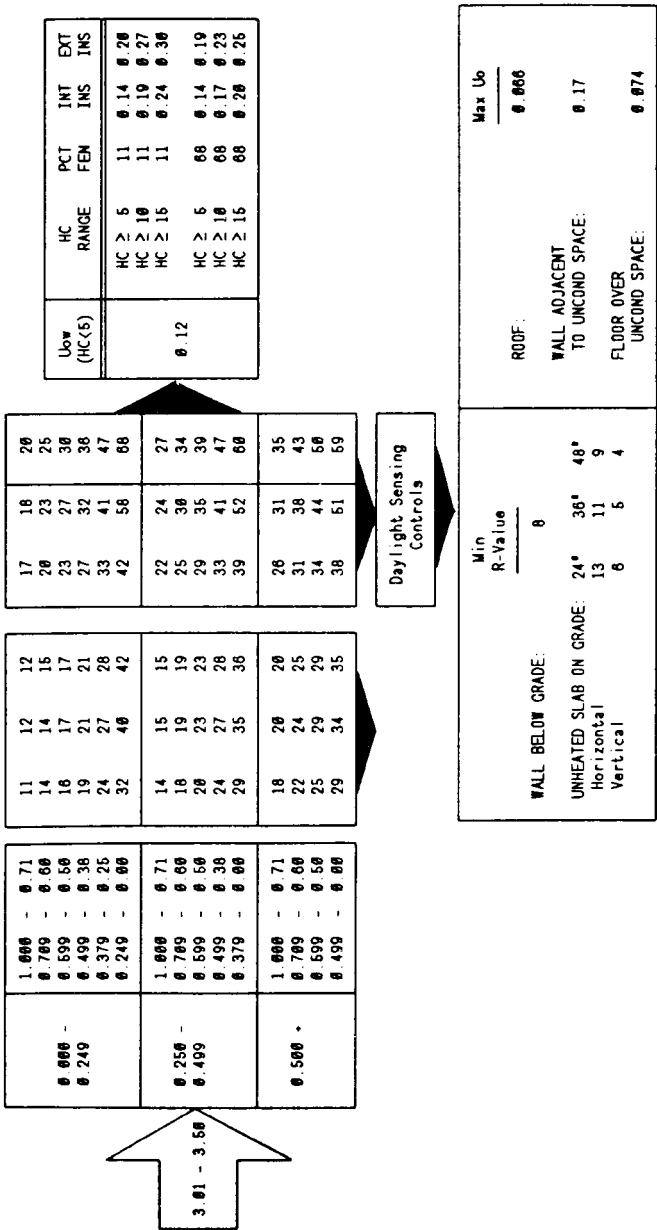 3.01 - 3.50
0.000 -
0.249
1.000 - 0.71 11 12 12 17 18 20
0.709 - 0.60 14 14 15 20 23 25
0.599 - 0.50 16 17 17 23 27 30
0.499 - 0.38 19 21 21 27 32 38
0.379 - 0.25 24 27 28 33 41 47
0.249 - 0.00 32 40 42 42 58 68
0.250 -
0.499
1.000 - 0.71 14 15 15 22 24 27
0.709 - 0.60 18 19 19 25 30 34
0.599 - 0.50 20 23 23 29 35 39
0.499 - 0.38 24 27 28 33 41 47
0.379 - 0.00 29 35 36 39 52 60
0.500 +
1.000 - 0.71 18 20 20 26 31 35
0.709 - 0.60 22 24 25 31 38 43
0.599 - 0.50 25 29 29 34 44 50
0.499 - 0.00 29 34 35 38 51 59
Uow
(HC<5)
0.12
HC PCT INT EXT
RANGE FEN INS INS
HC ≥ 5 11 0.14 0.20
HC ≥ 10 11 0.19 0.27
HC ≥ 15 11 0.24 0.30
HC ≥ 5 68 0.14 0.19
HC ≥ 10 68 0.17 0.23
HC ≥ 15 68 0.20 0.25
Daylight Sensing
Controls
Min
R-Value
WALL BELOW GRADE: 8
UNHEATED SLAB ON GRADE: 24" 36" 48"
Horizontal 13 11 9
Vertical 6 5 4
Max Uo
ROOF: 0.066
WALL ADJACENT
TO UNCOND SPACE: 0.17
FLOOR OVER
UNCOND SPACE: 0.074